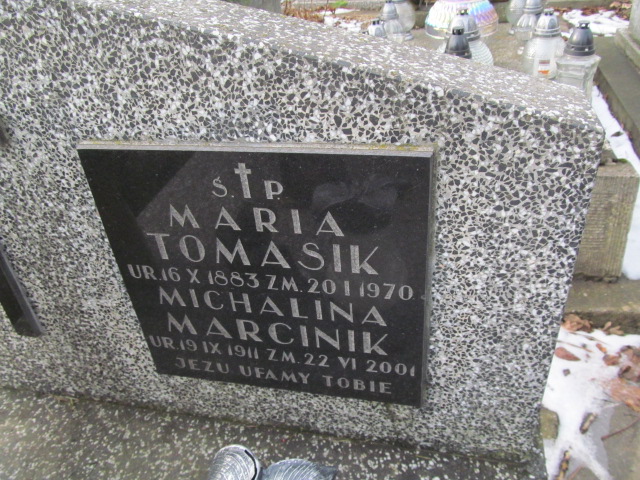 Ś.†P.
MARIA
TOMASIK
UR.16 X 1883 ZM.20 I 1970
MICHALINA
MARCINIK
UR.19 IX 1911 ZM.22 VI 2001
JEZU UFAMY TOBIE